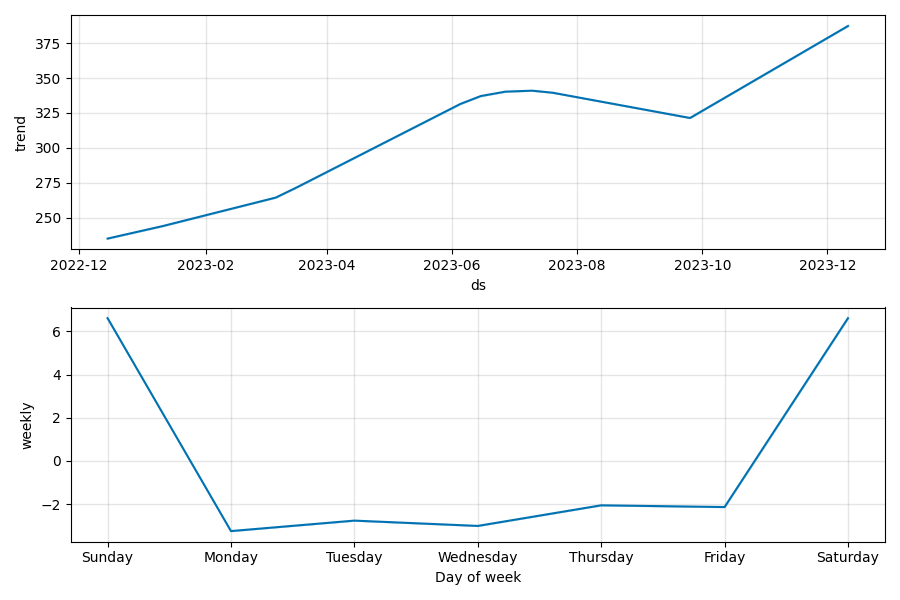 375
350
325
300
275
250
trend
2022-12 2023-02 2023-04 2023-06 2023-08 2023-10 2023-12
ds
6
4
2
0
−2
weekly
Sunday Monday Tuesday Wednesday Thursday Friday Saturday
Day of week